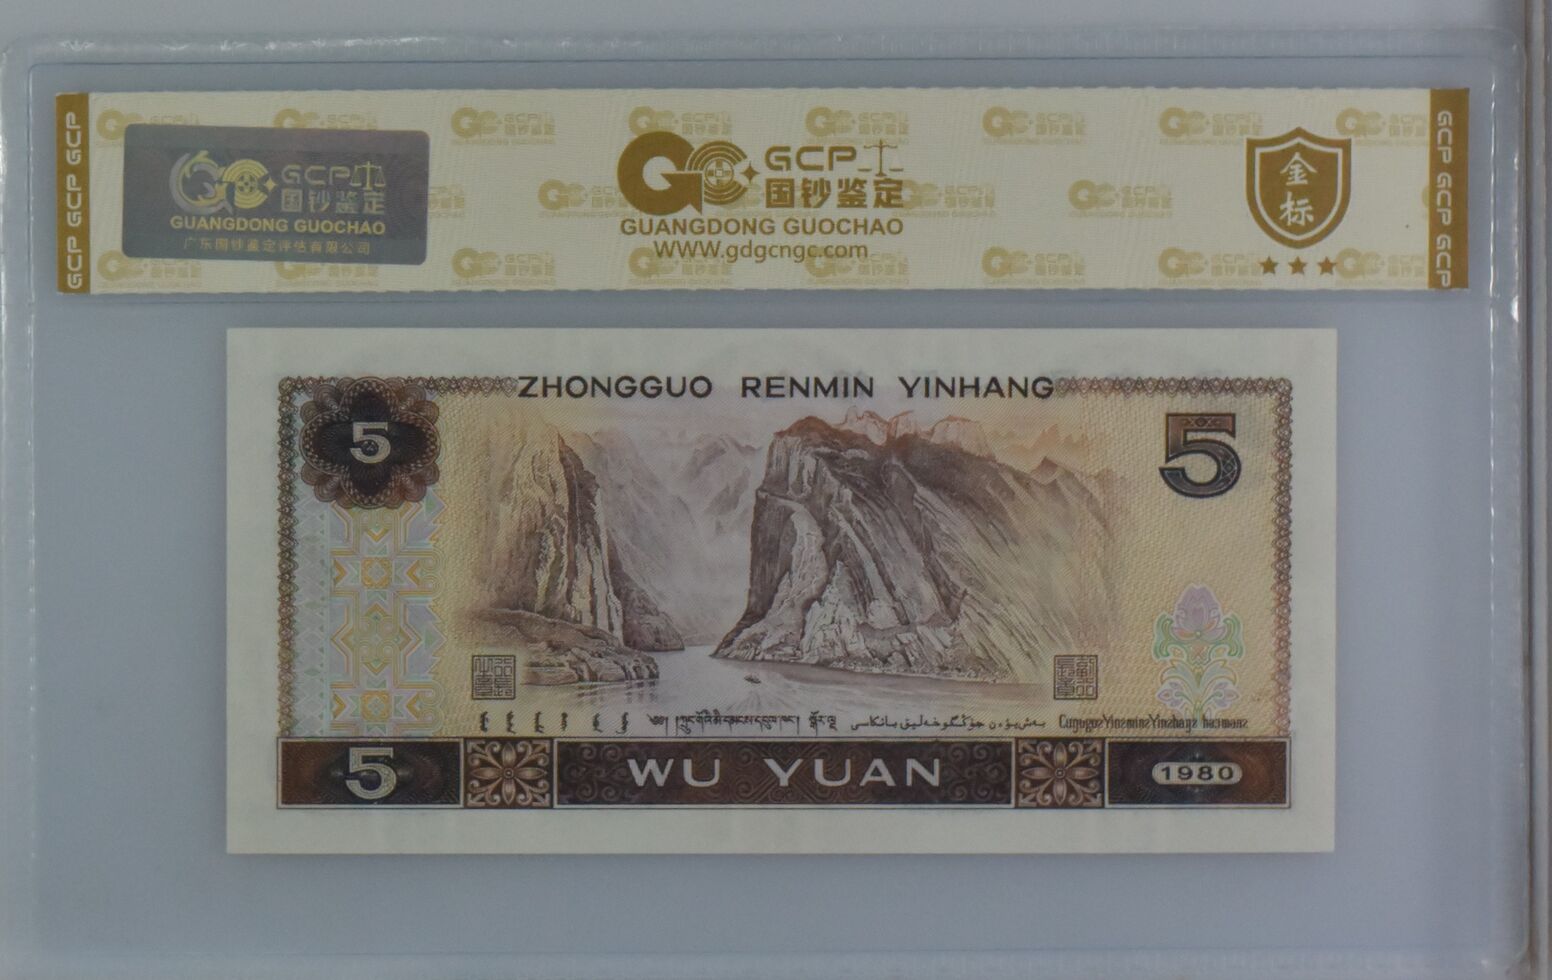 GCP GCP GCP
GCP
国钞鉴定
GUANGDONG GUOCHAO
广东国钞鉴定评估有限公司
GCP
国钞鉴定
GUANGDONG GUOCHAO
WWW.gdgcngc.com
金
标
GCP GCP GCP
ZHONGGUO RENMIN YINHANG
5
5
5
WU YUAN
1980